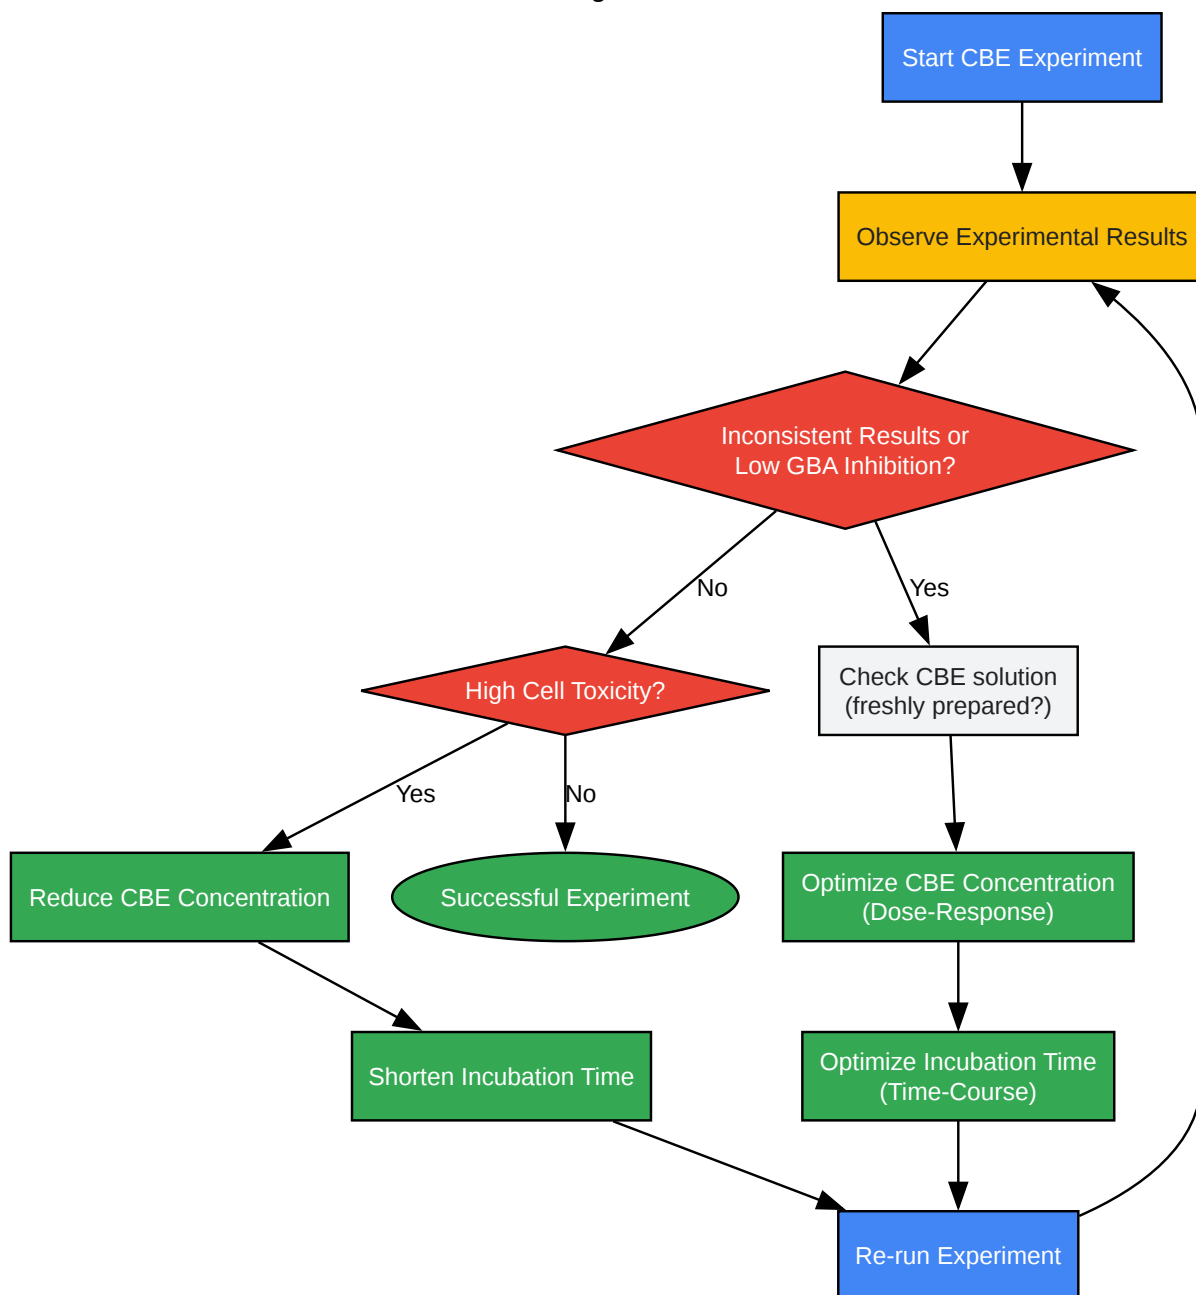 Start CBE Experiment
Observe Experimental Results
Inconsistent Results or
Low GBA Inhibition?
No
Yes
High Cell Toxicity?
Check CBE solution
(freshly prepared?)
Yes
No
Reduce CBE Concentration
Successful Experiment
Optimize CBE Concentration
(Dose-Response)
Shorten Incubation Time
Optimize Incubation Time
(Time-Course)
Re-run Experiment